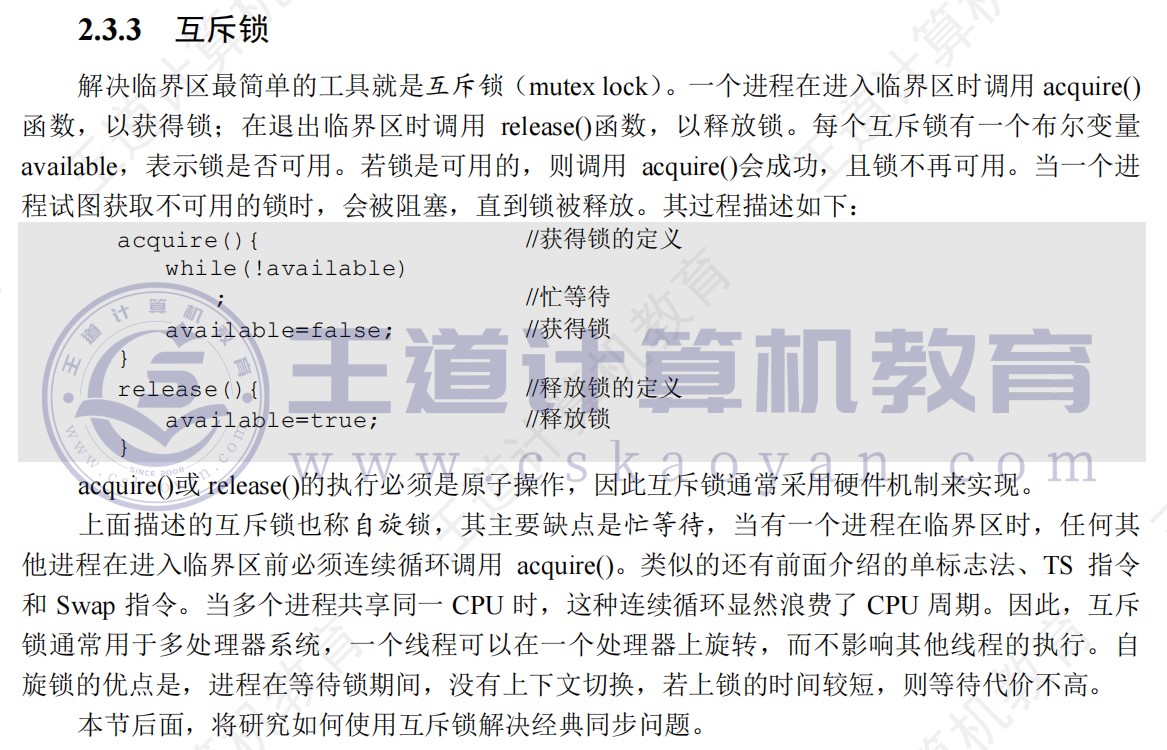 2.3.3 互斥锁
解决临界区最简单的工具就是互斥锁（mutex lock）。一个进程在进入临界区时调用 acquire()
函数，以获得锁；在退出临界区时调用 release()函数，以释放锁。每个互斥锁有一个布尔变量
available，表示锁是否可用。若锁是可用的，则调用 acquire()会成功，且锁不再可用。当一个进
程试图获取不可用的锁时，会被阻塞，直到锁被释放。其过程描述如下：
acquire(){ //获得锁的定义
while(!available)
; //忙等待
available=false; //获得锁
}
release(){ //释放锁的定义
available=true; //释放锁
}
王道计算机教育
www.cskaoyan.com
SINCE 2008
acquire()或 release()的执行必须是原子操作，因此互斥锁通常采用硬件机制来实现。
上面描述的互斥锁也称自旋锁，其主要缺点是忙等待，当有一个进程在临界区时，任何其
他进程在进入临界区前必须连续循环调用 acquire()。类似的还有前面介绍的单标志法、TS 指令
和 Swap 指令。当多个进程共享同一 CPU 时，这种连续循环显然浪费了 CPU 周期。因此，互斥
锁通常用于多处理器系统，一个线程可以在一个处理器上旋转，而不影响其他线程的执行。自
旋锁的优点是，进程在等待锁期间，没有上下文切换，若上锁的时间较短，则等待代价不高。
本节后面，将研究如何使用互斥锁解决经典同步问题。